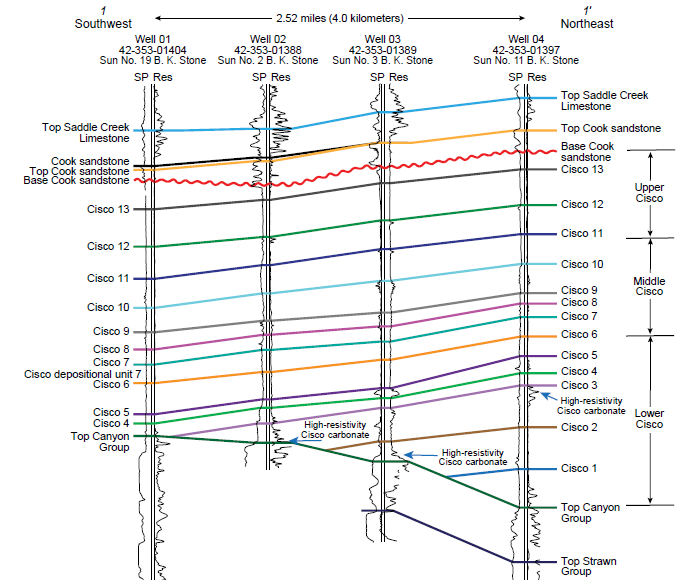 1
Southwest
2.52 miles (4.0 kilometers)
1'
Northeast
Well 01
42-353-01404
Sun No. 19 B. K. Stone
Well 02
42-353-01388
Sun No. 2 B. K. Stone
Well 03
42-353-01389
Sun No. 3 B. K. Stone
Well 04
42-353-01397
Sun No. 11 B. K. Stone
SP Res
SP Res
SP Res
SP Res
Top Saddle Creek
Limestone
Cook sandstone
Top Cook sandstone
Base Cook sandstone
Cisco 13
Cisco 12
Cisco 11
Cisco 10
Cisco 9
Cisco 8
Cisco 7
Cisco depositional unit 7
Cisco 6
Cisco 5
Cisco 4
Top Canyon
Group
High-resistivity
Cisco carbonate
High-resistivity
Cisco carbonate
Top Saddle Creek
Limestone
Top Cook sandstone
Base Cook
sandstone
Cisco 13
Cisco 12
Cisco 11
Cisco 10
Cisco 9
Cisco 8
Cisco 7
Cisco 6
Cisco 5
Cisco 4
Cisco 3
High-resistivity
Cisco carbonate
Cisco 2
Cisco 1
Top Canyon
Group
Top Strawn
Group
Upper
Cisco
Middle
Cisco
Lower
Cisco